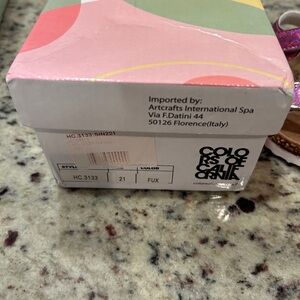 Imported by:
Artcrafts International Spa
Via F.Datini 44
50126 Florence(Italy)
HC.3133-SIN221
STYLE
COLOR
HC.3133
21
FUX
COLO
RS OF
CALIF
ORNIA